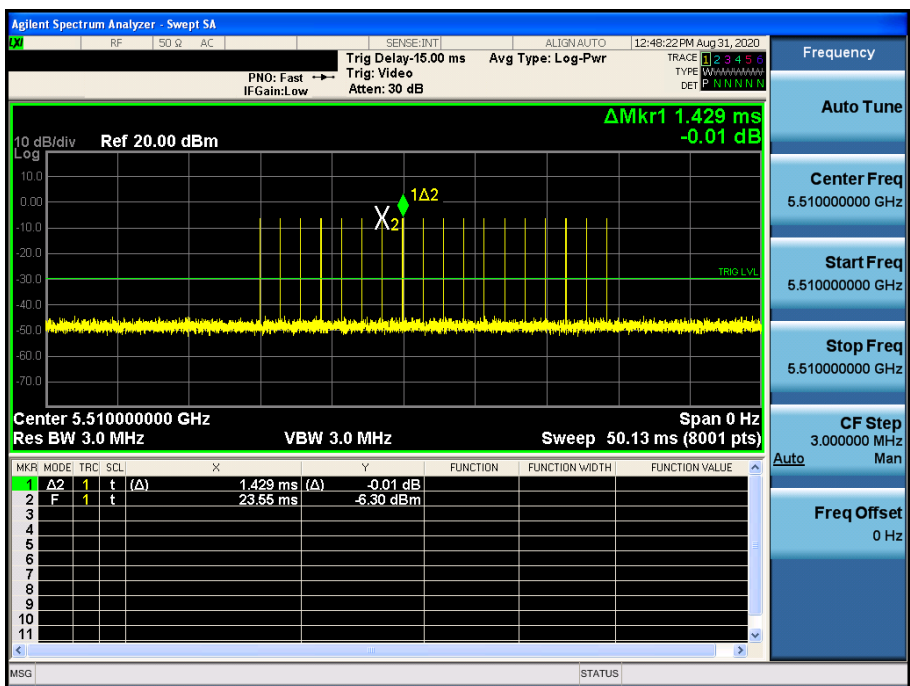 Agilent Spectrum Analyzer - Swept SA
LXI RF 50 Ω AC SENSE:INT ALIGN AUTO 12:48:22 PM Aug 31, 2020
Trig Delay-15.00 ms Avg Type: Log-Pwr TRACE 1 2 3 4 5 6
PNO: Fast Trig: Video TYPE WWWWWW
IFGain:Low Atten: 30 dB DET P N N N N N
Frequency
Auto Tune
Center Freq
5.510000000 GHz
Start Freq
5.510000000 GHz
Stop Freq
5.510000000 GHz
CF Step
3.000000 MHz
Auto Man
Freq Offset
0 Hz
ΔMkr1 1.429 ms
-0.01 dB
10 dB/div Ref 20.00 dBm
Log
10.0
0.00
-10.0
-20.0
-30.0
-40.0
-50.0
-60.0
-70.0
1Δ2
X2
TRIG LVL
Center 5.510000000 GHz Span 0 Hz
Res BW 3.0 MHz VBW 3.0 MHz Sweep 50.13 ms (8001 pts)
MKR MODE TRC SCL X Y FUNCTION FUNCTION WIDTH FUNCTION VALUE
1 Δ2 1 t (Δ) 1.429 ms (Δ) -0.01 dB
2 F 1 t 23.55 ms -6.30 dBm
3
4
5
6
7
8
9
10
11
MSG STATUS